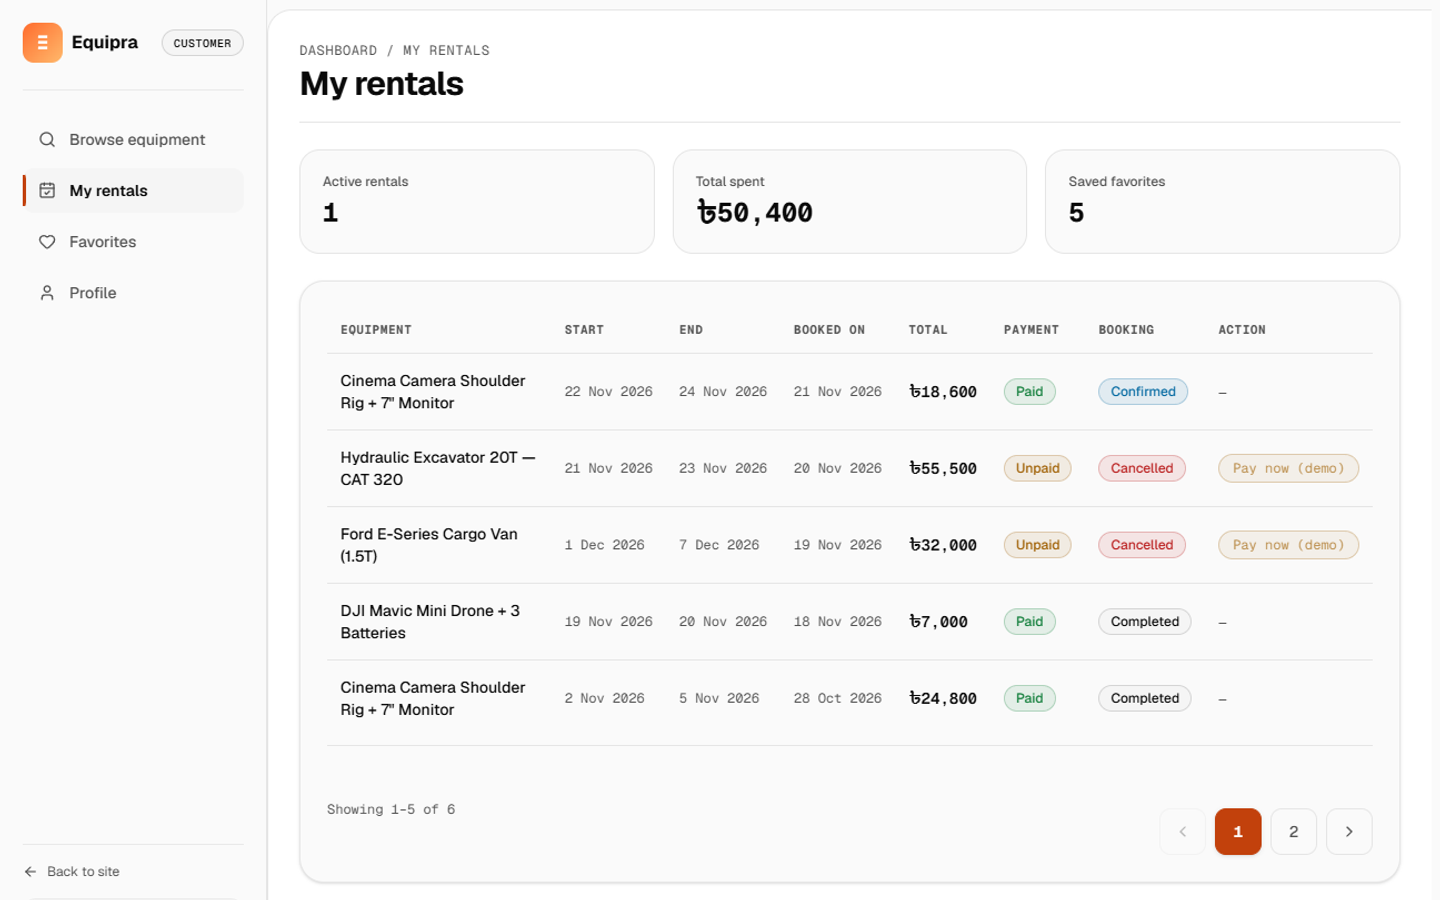 Equipra
CUSTOMER
Browse equipment
My rentals
Favorites
Profile
Back to site
DASHBOARD / MY RENTALS
My rentals
Active rentals
1
Total spent
৳50,400
Saved favorites
5
EQUIPMENT START END BOOKED ON TOTAL PAYMENT BOOKING ACTION
Cinema Camera Shoulder
Rig + 7" Monitor
22 Nov 2026 24 Nov 2026 21 Nov 2026 ৳18,600 Paid Confirmed —
Hydraulic Excavator 20T —
CAT 320
21 Nov 2026 23 Nov 2026 20 Nov 2026 ৳55,500 Unpaid Cancelled Pay now (demo)
Ford E-Series Cargo Van
(1.5T)
1 Dec 2026 7 Dec 2026 19 Nov 2026 ৳32,000 Unpaid Cancelled Pay now (demo)
DJI Mavic Mini Drone + 3
Batteries
19 Nov 2026 20 Nov 2026 18 Nov 2026 ৳7,000 Paid Completed —
Cinema Camera Shoulder
Rig + 7" Monitor
2 Nov 2026 5 Nov 2026 28 Oct 2026 ৳24,800 Paid Completed —
Showing 1–5 of 6
1 2